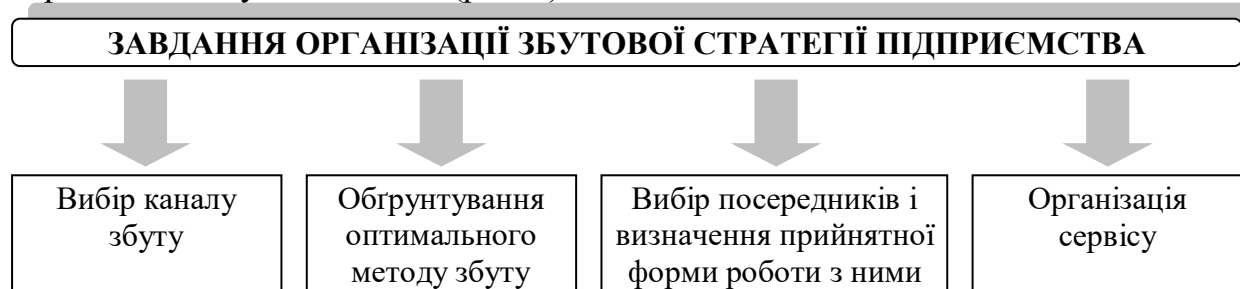 ЗАВДАННЯ ОРГАНІЗАЦІЇ ЗБУТОВОЇ СТРАТЕГІЇ ПІДПРИЄМСТВА
Вибір каналу
збуту
Обґрунтування
оптимального
методу збуту
Вибір посередників і
визначення прийнятної
форми роботи з ними
Організація
сервісу